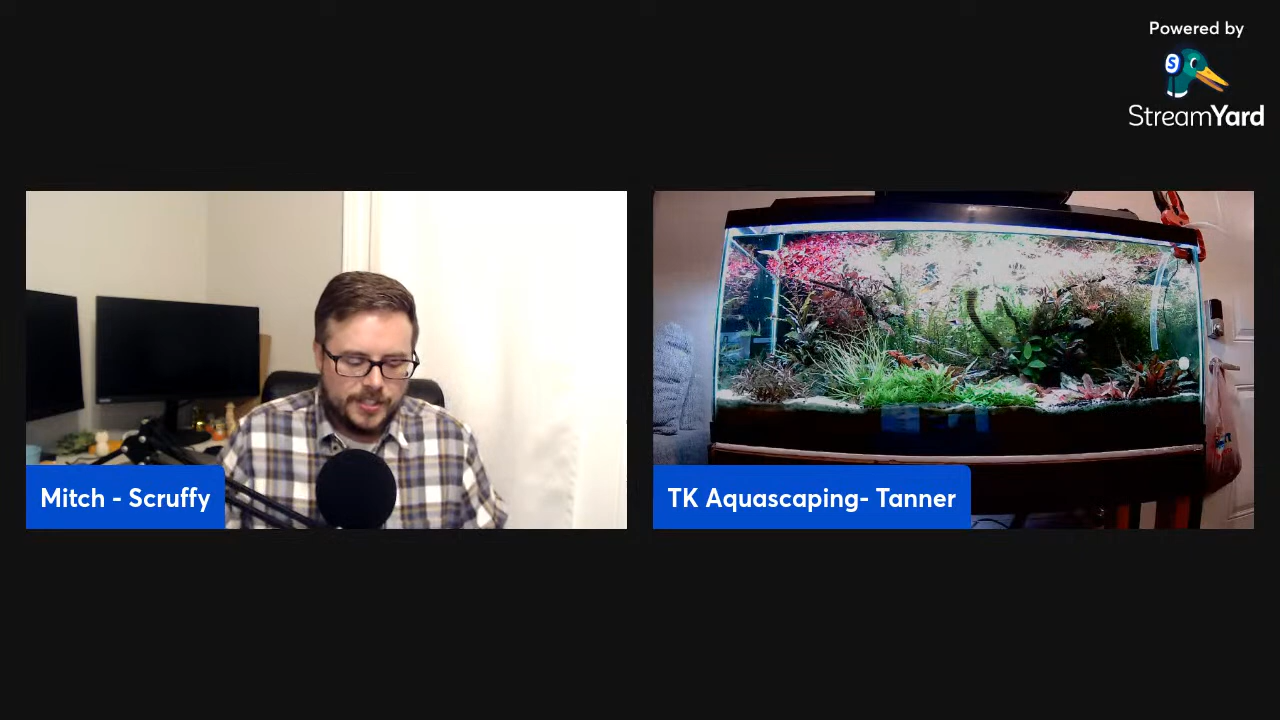 Powered by
S
StreamYard
Mitch - Scruffy
TK Aquascaping- Tanner